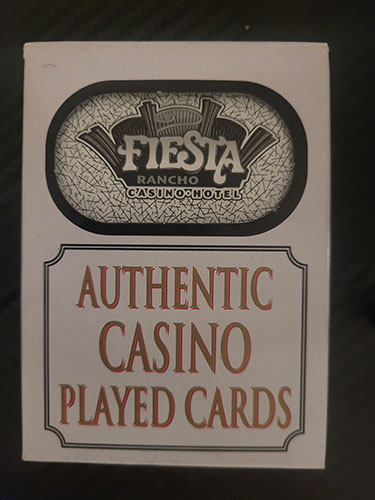 FIESTA
RANCHO
CASINO·HOTEL
AUTHENTIC
CASINO
PLAYED CARDS